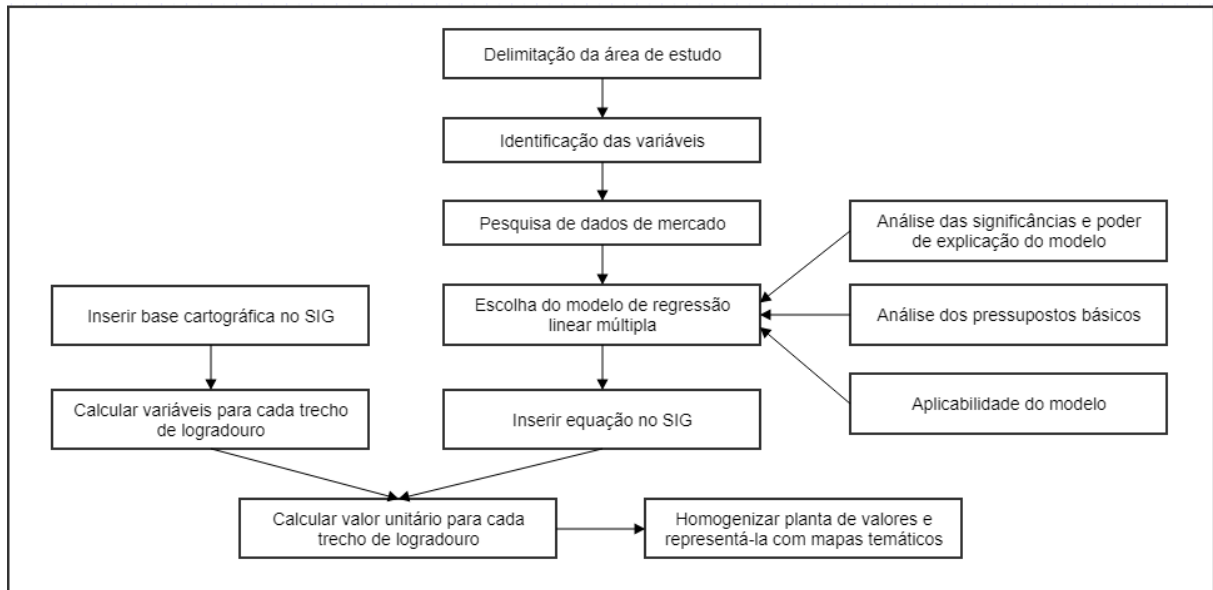 Delimitação da área de estudo
Identificação das variáveis
Pesquisa de dados de mercado
Análise das significâncias e poder
de explicação do modelo
Inserir base cartográfica no SIG
Escolha do modelo de regressão
linear múltipla
Análise dos pressupostos básicos
Calcular variáveis para cada trecho
de logradouro
Inserir equação no SIG
Aplicabilidade do modelo
Calcular valor unitário para cada
trecho de logradouro
Homogenizar planta de valores e
representá-la com mapas temáticos